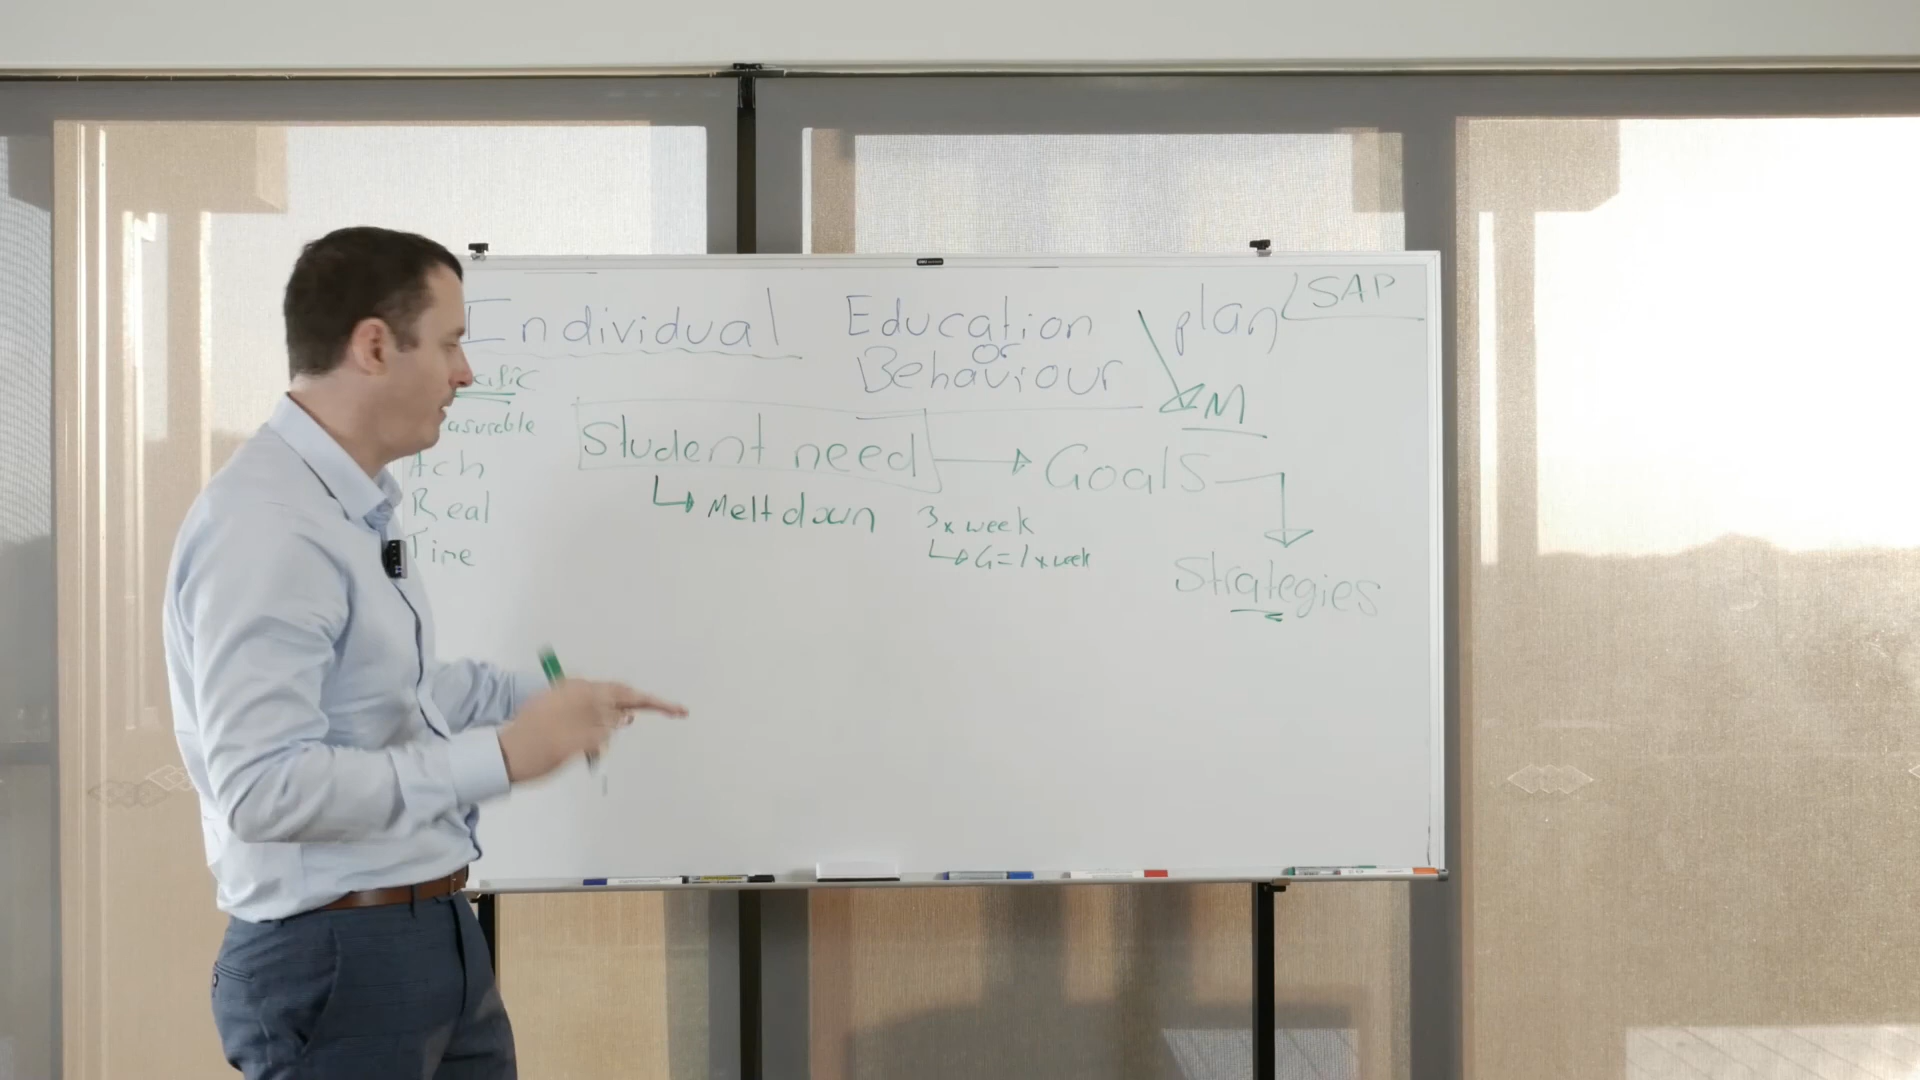 Individual Education plan SAP
or
Behaviour
M
asurable
Ach
Real
Time
Student need
Goals
Meltdown
3x week
G=1x week
Strategies